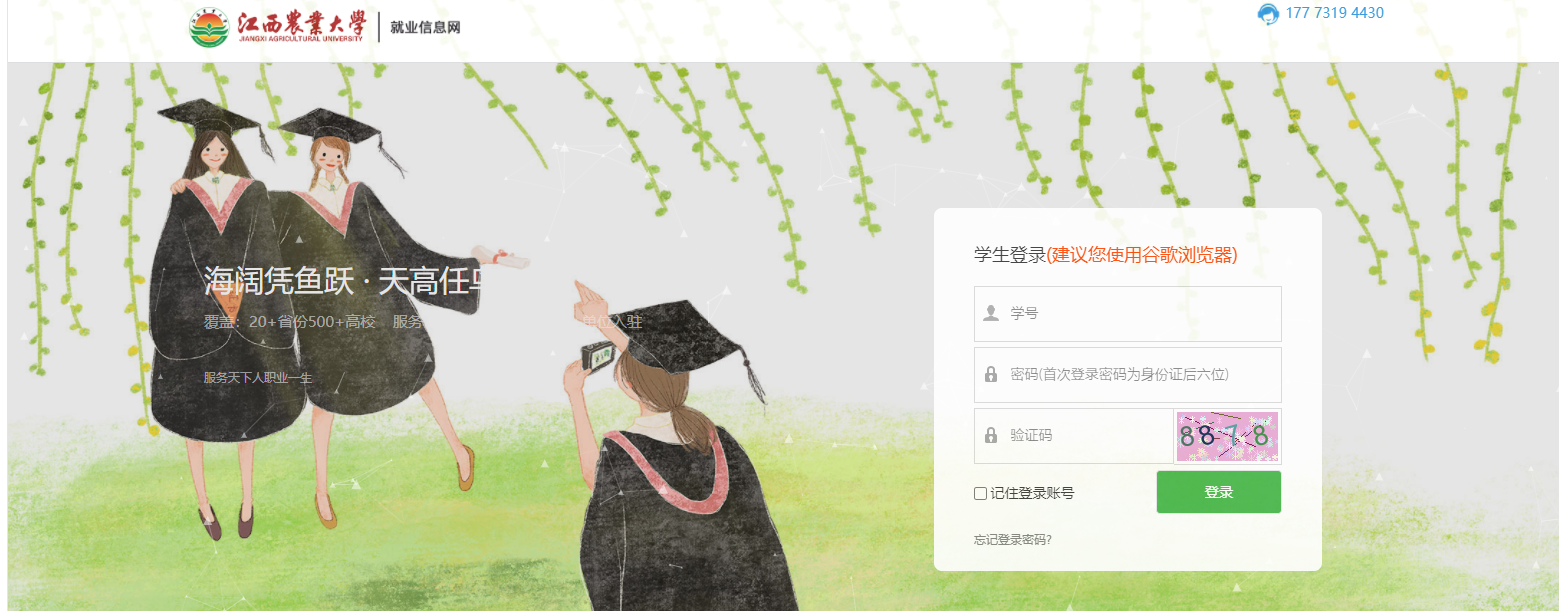 江西农业大学
JIANGXI AGRICULTURAL UNIVERSITY
就业信息网
177 7319 4430
海阔凭鱼跃 · 天高任鸟
覆盖：20+省份500+高校 服务
单位入驻
服务天下人职业一生
学生登录(建议您使用谷歌浏览器)
学号
密码(首次登录密码为身份证后六位)
验证码
8878
记住登录账号
登录
忘记登录密码?